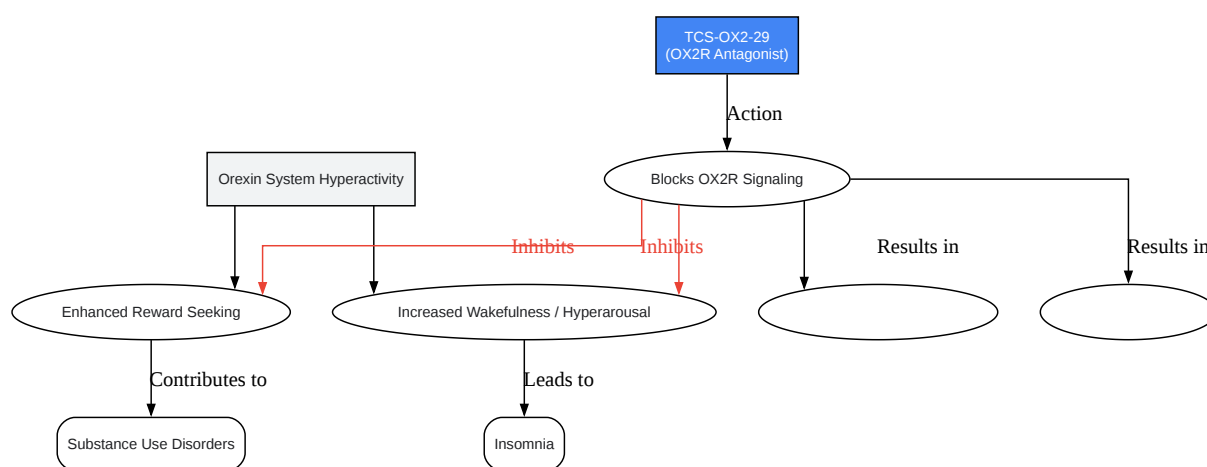 TCS-OX2-29
(OX2R Antagonist)
Action
Orexin System Hyperactivity
Blocks OX2R Signaling
Inhibits
Inhibits
Results in
Results in
Enhanced Reward Seeking
Increased Wakefulness / Hyperarousal
Contributes to
Leads to
Substance Use Disorders
Insomnia